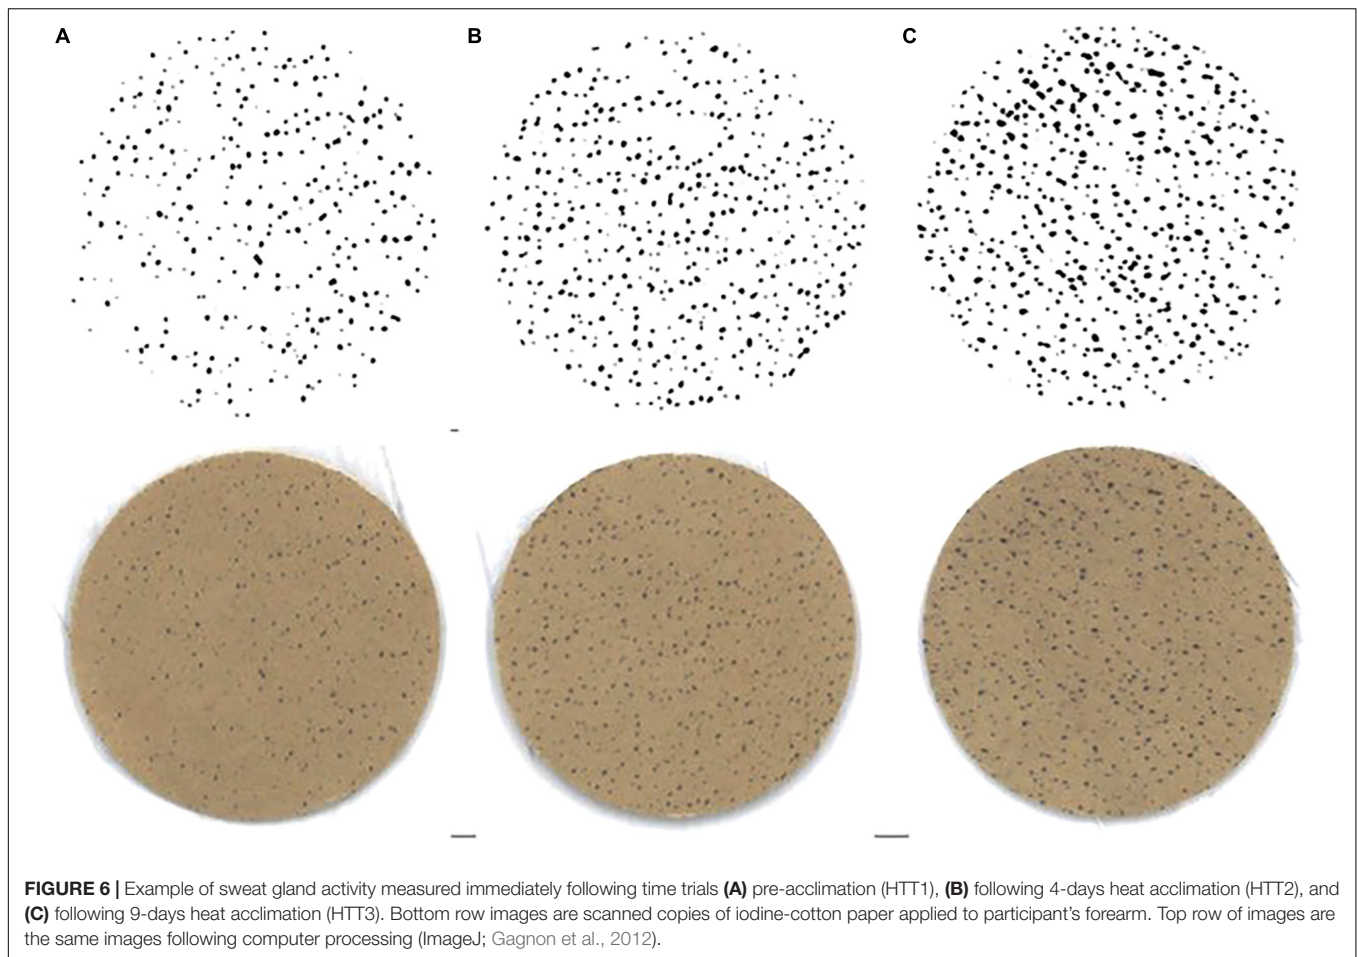 A B C
FIGURE 6 | Example of sweat gland activity measured immediately following time trials (A) pre-acclimation (HTT1), (B) following 4-days heat acclimation (HTT2), and
(C) following 9-days heat acclimation (HTT3). Bottom row images are scanned copies of iodine-cotton paper applied to participant's forearm. Top row of images are
the same images following computer processing (ImageJ; Gagnon et al., 2012).